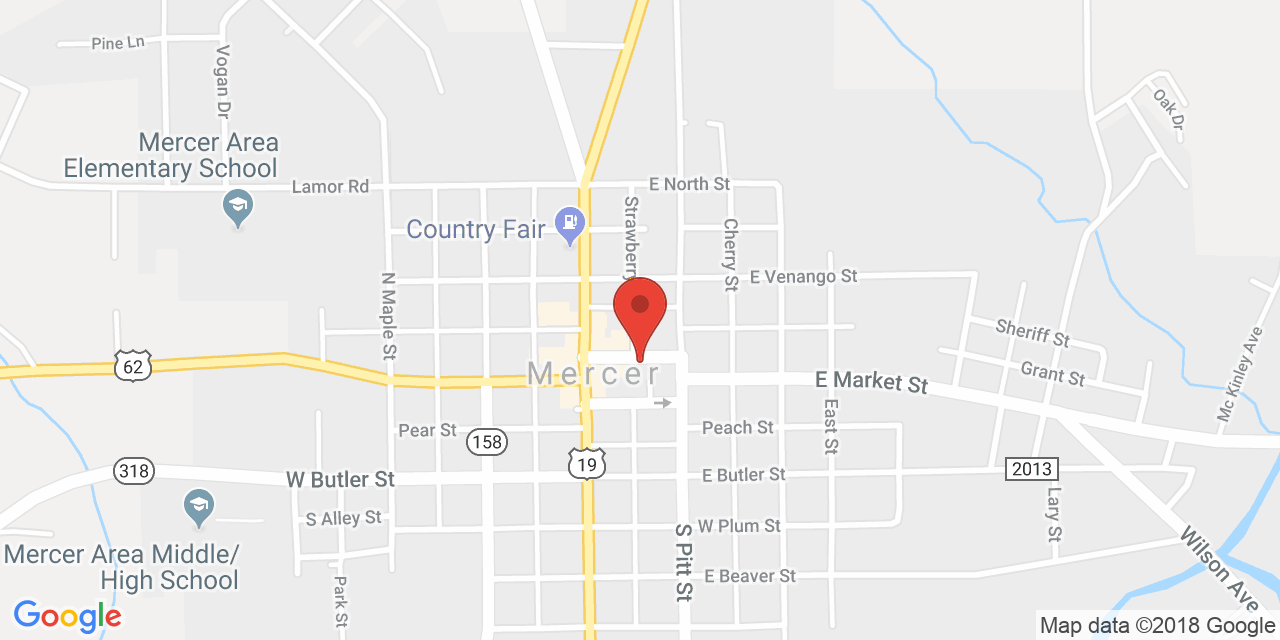 Pine Ln
Vogan Dr
Oak Dr
Mercer Area
Elementary School
Lamor Rd
E North St
Strawberry
Country Fair
Cherry St
N Maple St
E Venango St
Sheriff St
Mc Kinley Ave
62
Mercer
Grant St
E Market St
East St
Pear St
158
Peach St
19
318
W Butler St
E Butler St
2013
S Alley St
W Plum St
Lary St
S Pitt St
Mercer Area Middle/
High School
Wilson Ave
E Beaver St
Park St
Google
Map data ©2018 Google